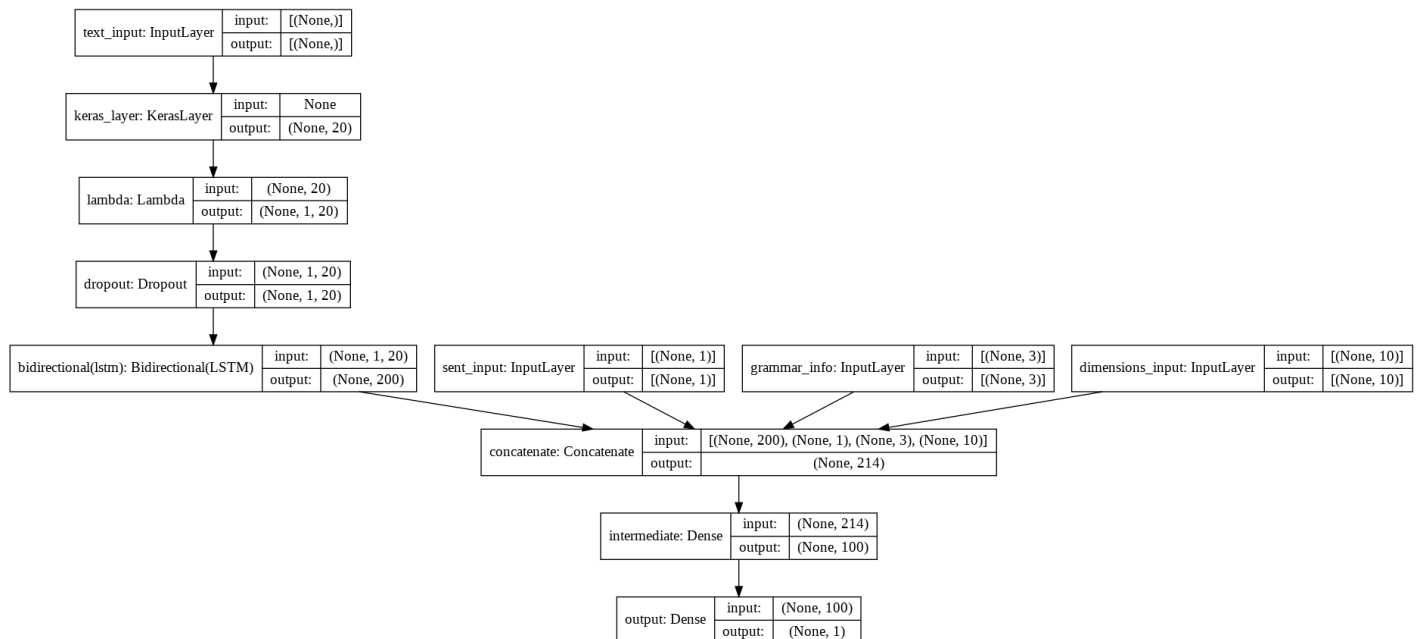 text_input: InputLayer input: [(None,)]
output: [(None,)]
keras_layer: KerasLayer input: None
output: (None, 20)
lambda: Lambda input: (None, 20)
output: (None, 1, 20)
dropout: Dropout input: (None, 1, 20)
output: (None, 1, 20)
bidirectional(lstm): Bidirectional(LSTM) input: (None, 1, 20)
output: (None, 200)
sent_input: InputLayer input: [(None, 1)]
output: [(None, 1)]
grammar_info: InputLayer input: [(None, 3)]
output: [(None, 3)]
dimensions_input: InputLayer input: [(None, 10)]
output: [(None, 10)]
concatenate: Concatenate input: [(None, 200), (None, 1), (None, 3), (None, 10)]
output: (None, 214)
intermediate: Dense input: (None, 214)
output: (None, 100)
output: Dense input: (None, 100)
output: (None, 1)